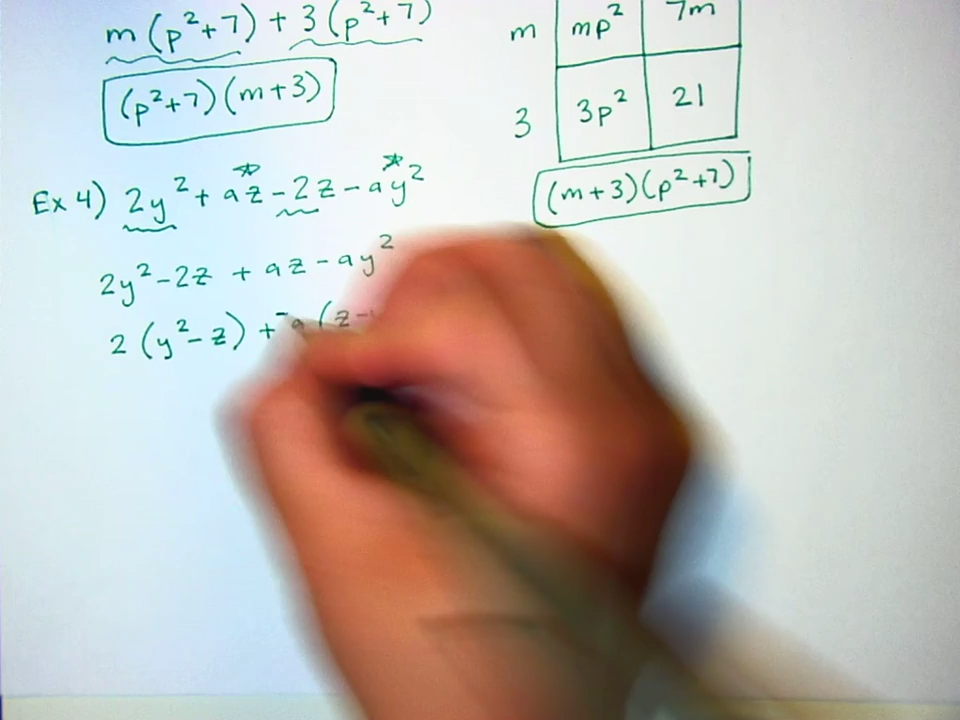 m(p²+7) + 3(p²+7)
(p²+7)(m+3)
m mp² 7m
3 3p² 21
(m+3)(p²+7)
Ex 4) 2y² + az - 2z - ay²
2y² - 2z + az - ay²
2(y² - z) + -a(z -